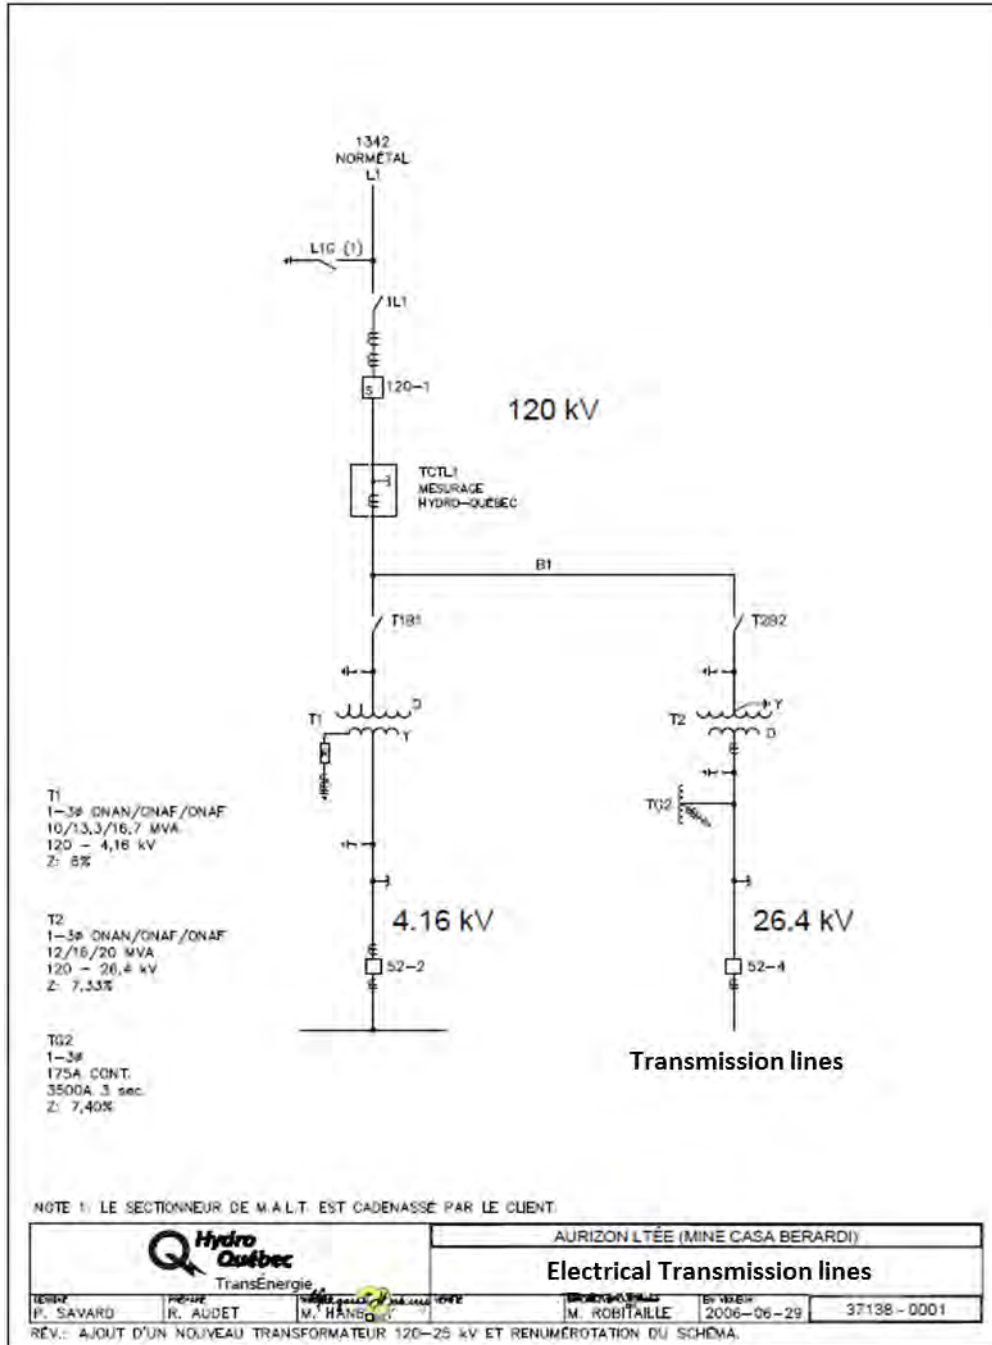 1342
NORMÉTAL
L1
L1G (1)
1L1
S 120-1
120 kV
TCTL1
MESURAGE
HYDRO-QUÉBEC
B1
T1B1
T2B2
D
T1
Y
Y
T2
D
TG2
T1
1-3ø ONAN/ONAF/ONAF
10/13,3/16,7 MVA
120 - 4,16 kV
Z: 6%
4.16 kV
26.4 kV
T2
1-3ø ONAN/ONAF/ONAF
12/16/20 MVA
120 - 26,4 kV
Z: 7,33%
52-2
52-4
TG2
1-3ø
175A CONT.
3500A 3 sec.
Z: 7,40%
Transmission lines
NOTE 1: LE SECTIONNEUR DE M.A.L.T. EST CADENASSÉ PAR LE CLIENT.
Hydro
Québec
TransÉnergie
AURIZON LTÉE (MINE CASA BERARDI)
Electrical Transmission lines
P. SAVARD
R. AUDET
M. ROBITAILLE
2006-06-29
37138-0001
RÉV.: AJOUT D'UN NOUVEAU TRANSFORMATEUR 120-25 kV ET RENUMÉROTATION DU SCHÉMA.